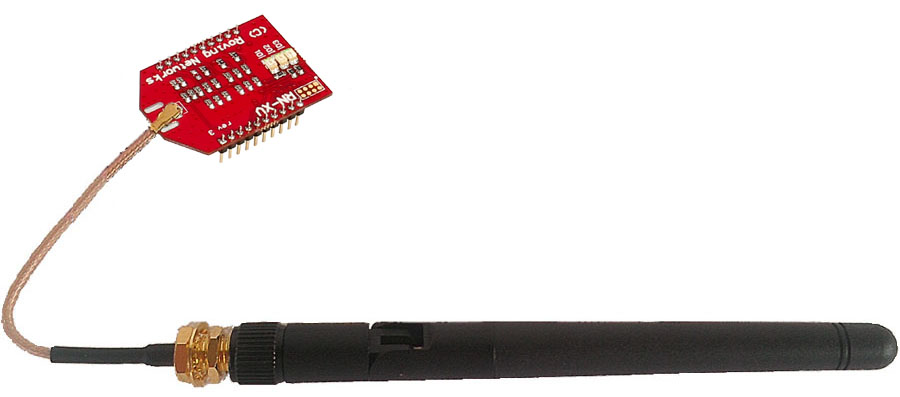 (C) Roving Networks
RN-XV
rev 3